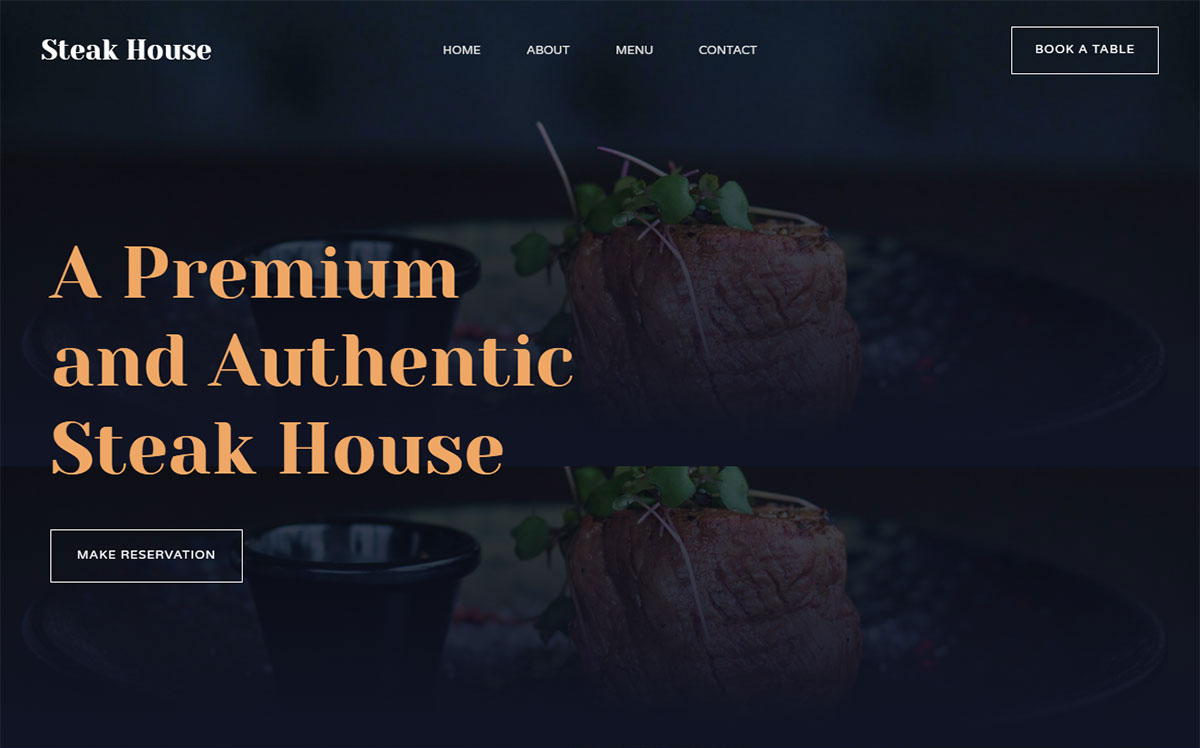 Steak House
HOME ABOUT MENU CONTACT
BOOK A TABLE
A Premium
and Authentic
Steak House
MAKE RESERVATION